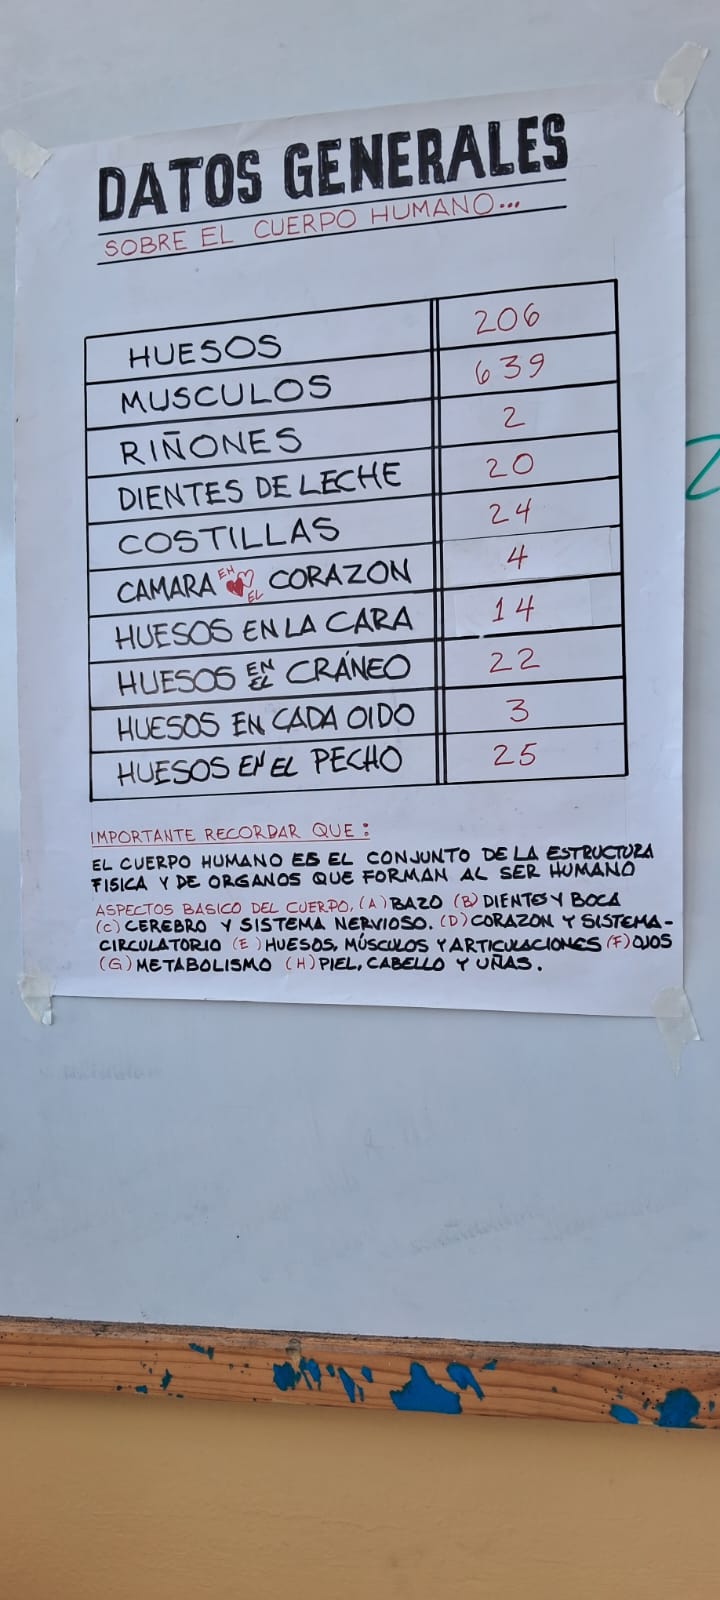 DATOS GENERALES
SOBRE EL CUERPO HUMANO...
HUESOS 206
MUSCULOS 639
RIÑONES 2
DIENTES DE LECHE 20
COSTILLAS 24
CAMARA EN EL CORAZON 4
HUESOS EN LA CARA 14
HUESOS EN EL CRÁNEO 22
HUESOS EN CADA OIDO 3
HUESOS EN EL PECHO 25
IMPORTANTE RECORDAR QUE:
EL CUERPO HUMANO ES EL CONJUNTO DE LA ESTRUCTURA
FISICA Y DE ORGANOS QUE FORMAN AL SER HUMANO
ASPECTOS BASICO DEL CUERPO, (A) BAZO (B) DIENTES Y BOCA
(C) CEREBRO Y SISTEMA NERVIOSO. (D) CORAZON Y SISTEMA-
CIRCULATORIO (E) HUESOS, MÚSCULOS Y ARTICULACIONES (F) OJOS
(G) METABOLISMO (H) PIEL, CABELLO Y UÑAS.